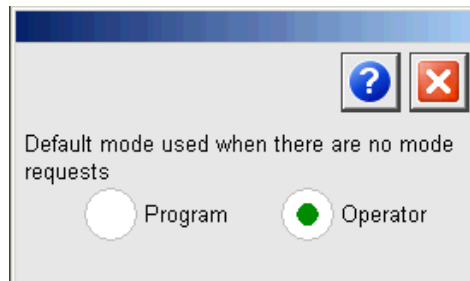 Default mode used when there are no mode
requests
Program Operator